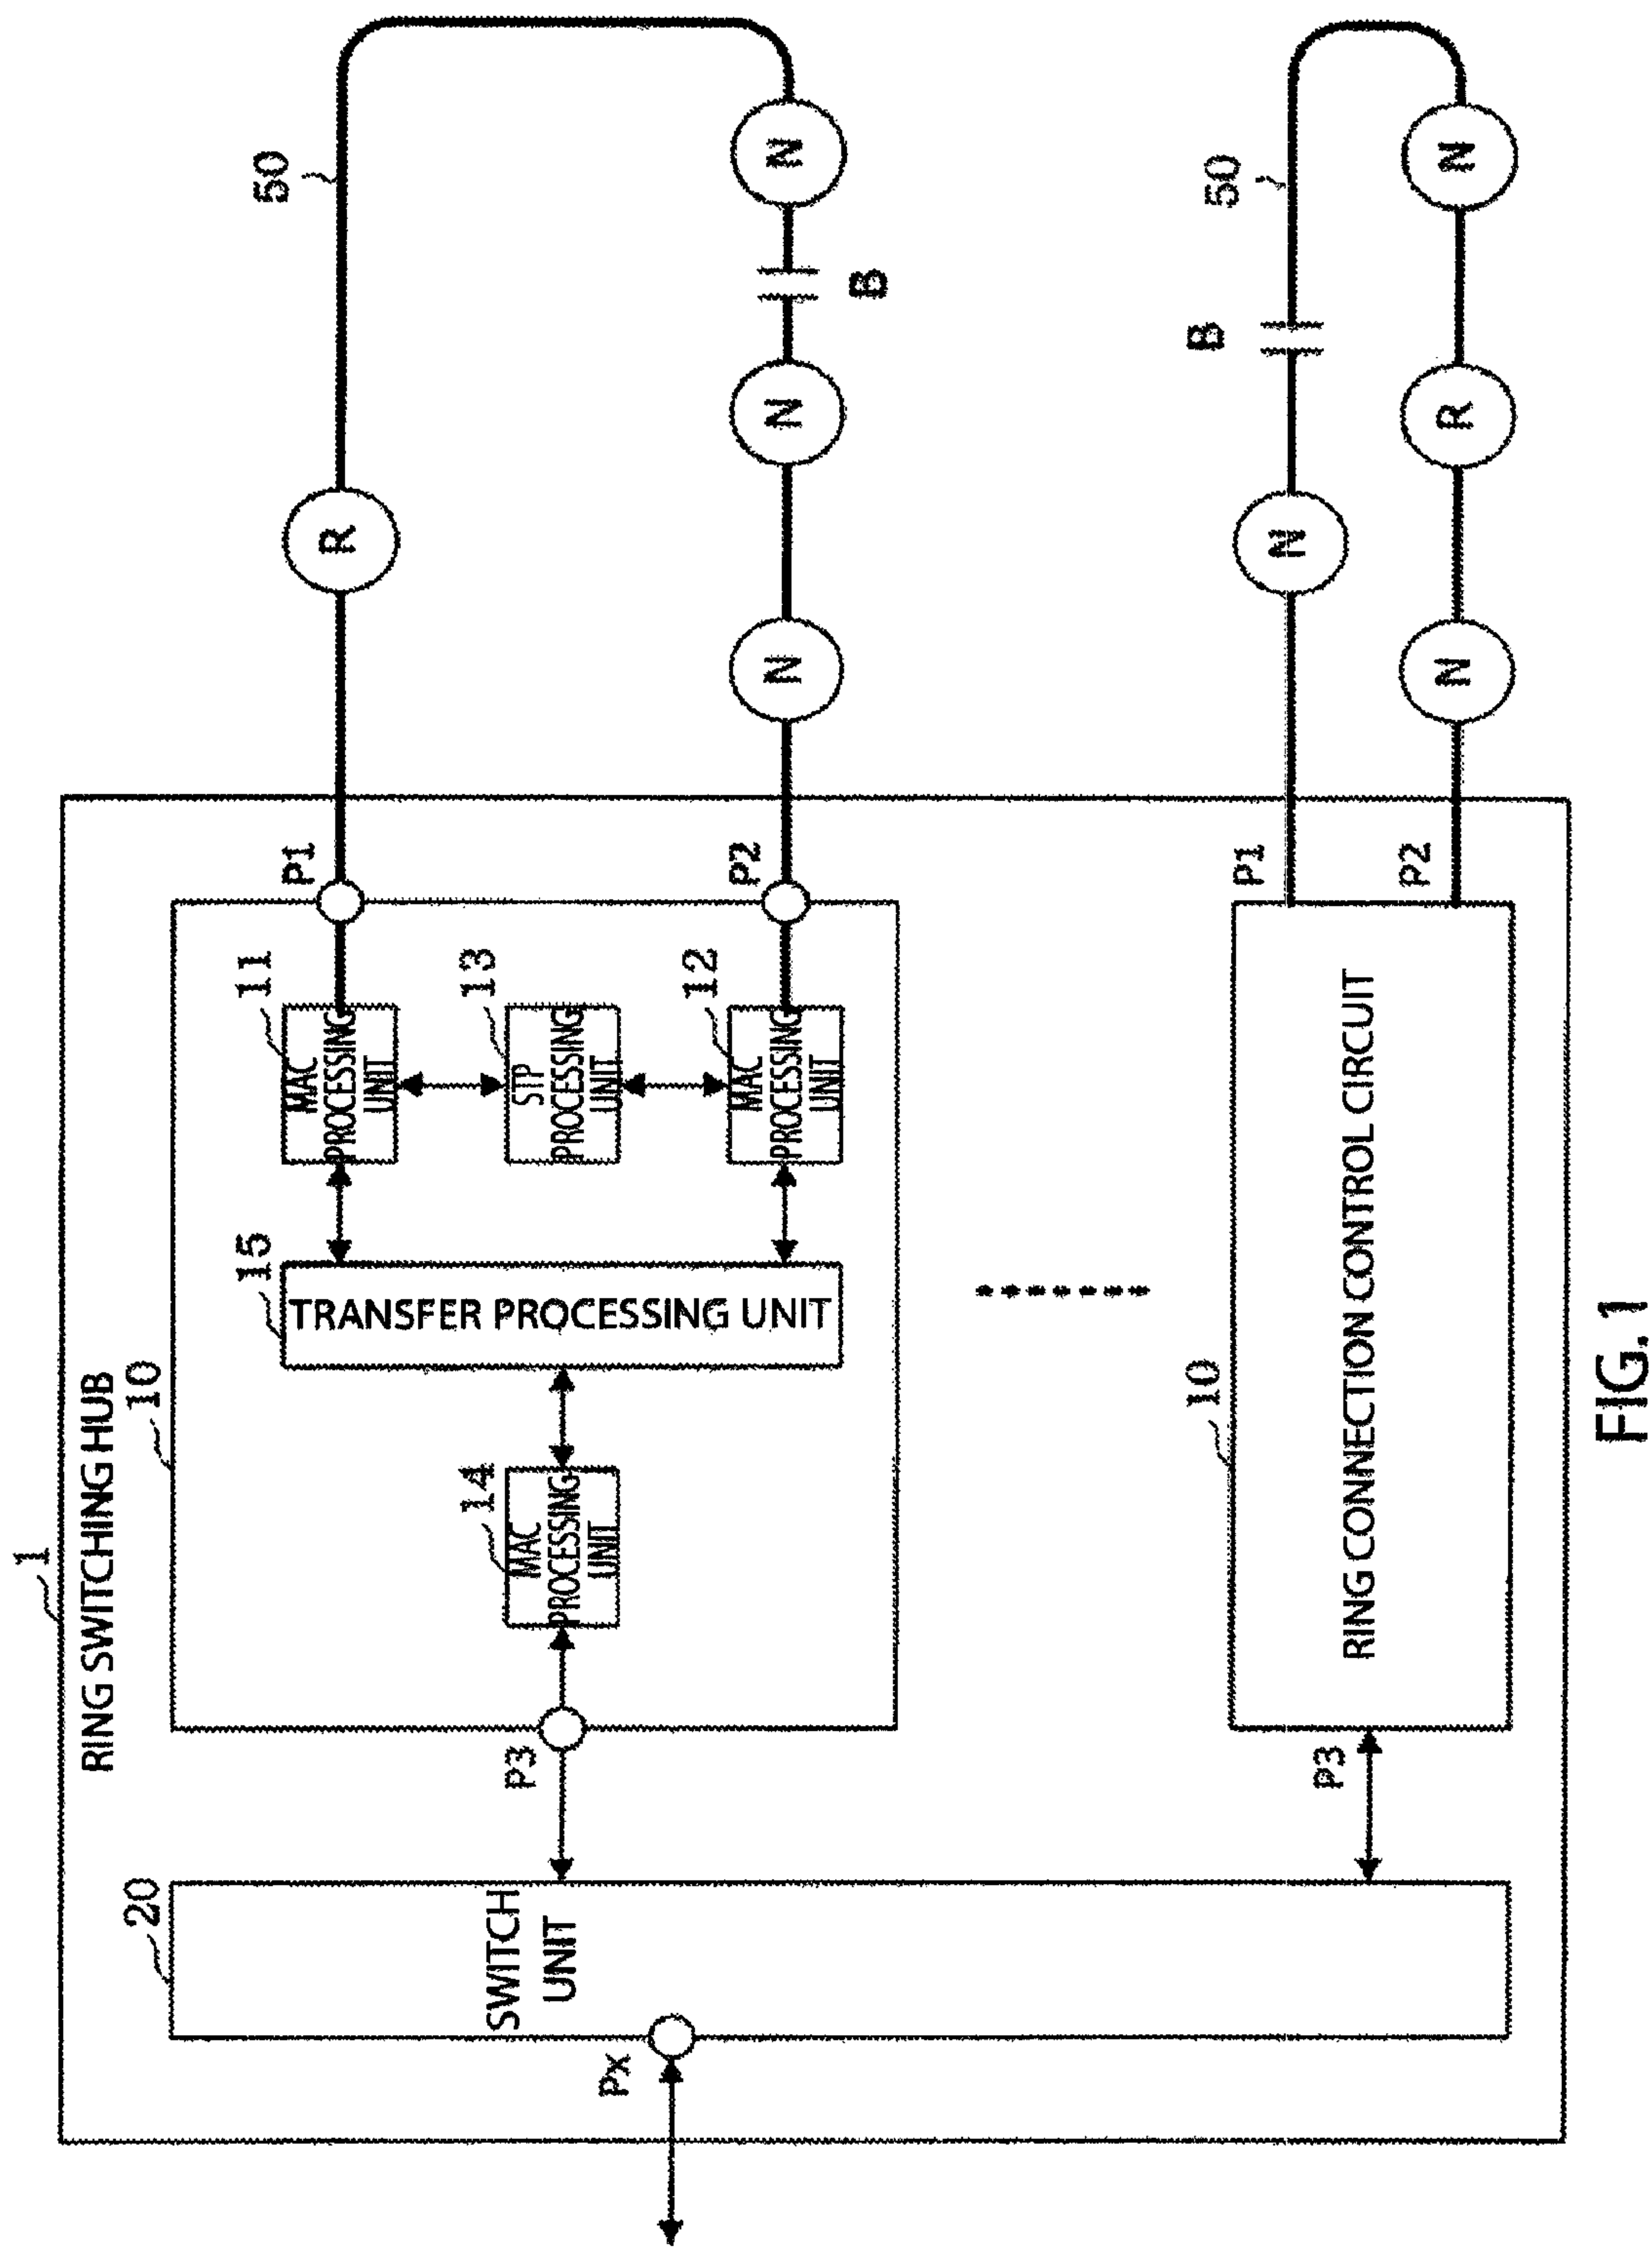 1
RING SWITCHING HUB
20
SWITCH
UNIT
Px
P3
10
14
MAC
PROCESSING
UNIT
15
TRANSFER PROCESSING UNIT
11
MAC
PROCESSING
UNIT
13
STP
PROCESSING
UNIT
12
MAC
PROCESSING
UNIT
P1
P2
R
50
N
N
B
N
P3
10
RING CONNECTION CONTROL CIRCUIT
P1
P2
N
B
50
N
R
N
FIG. 1